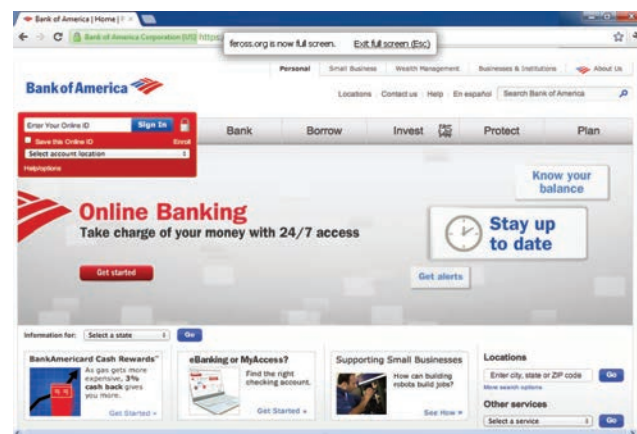 Bank of America | Home | P
Bank of America Corporation [US] https
feross.org is now full screen. Exit full screen (Esc)
Personal Small Business Wealth Management Businesses & Institutions About Us
Bank of America
Locations Contact us Help En español Search Bank of America
Enter Your Online ID Sign In
Save this Online ID Enroll
Select account location
Help/options
Bank Borrow Invest Protect Plan
Know your
balance
Online Banking
Take charge of your money with 24/7 access
Stay up
to date
Get started
Get alerts
Information for: Select a state Go
BankAmericard Cash Rewards™
As gas gets more
expensive, 3%
cash back gives
you more.
Get Started »
eBanking or MyAccess?
Find the right
checking account.
Get Started »
Supporting Small Businesses
How can building
robots build jobs?
See How
Locations
Enter city, state or ZIP code Go
More search options
Other services
Select a service Go